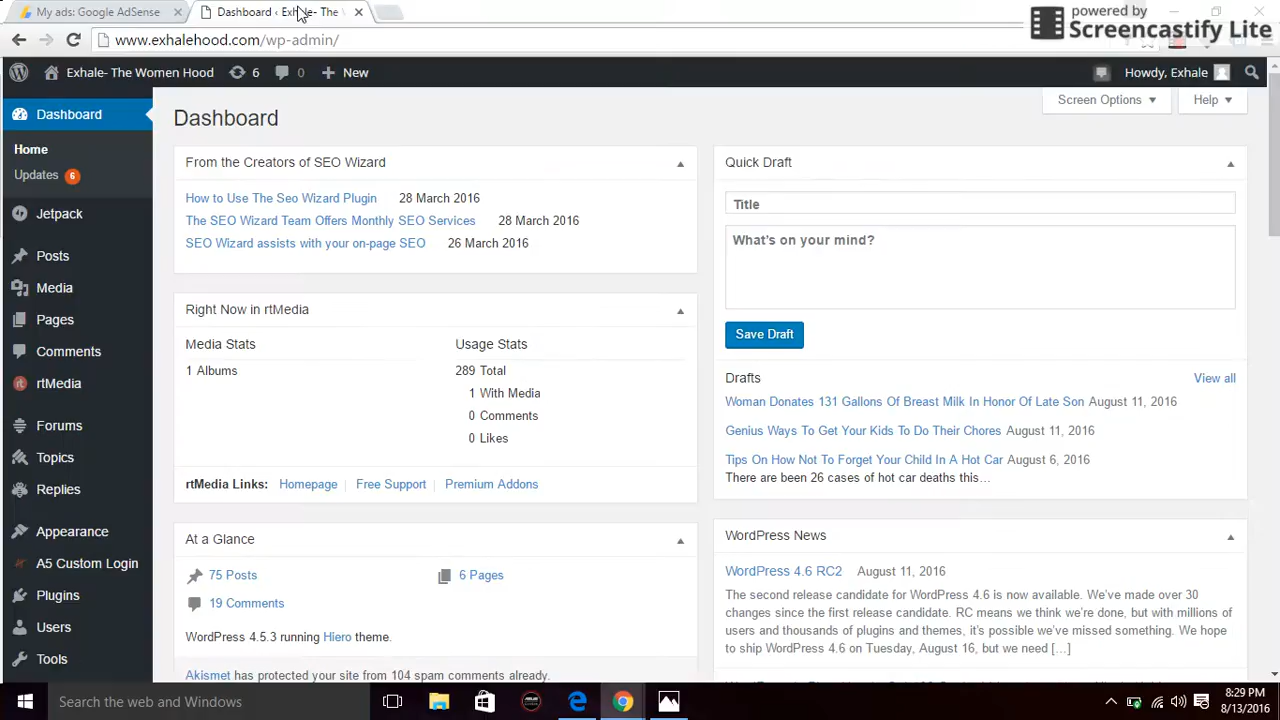 My ads: Google AdSense
Dashboard ‹ Exhale- The
powered by
Screencastify Lite
www.exhalehood.com/wp-admin/
Exhale- The Women Hood
6
0
New
Howdy, Exhale
Dashboard
Home
Updates 6
Jetpack
Posts
Media
Pages
Comments
rtMedia
Forums
Topics
Replies
Appearance
A5 Custom Login
Plugins
Users
Tools
Dashboard
Screen Options
Help
From the Creators of SEO Wizard
How to Use The Seo Wizard Plugin 28 March 2016
The SEO Wizard Team Offers Monthly SEO Services 28 March 2016
SEO Wizard assists with your on-page SEO 26 March 2016
Right Now in rtMedia
Media Stats
1 Albums
Usage Stats
289 Total
1 With Media
0 Comments
0 Likes
rtMedia Links: Homepage Free Support Premium Addons
At a Glance
75 Posts
6 Pages
19 Comments
WordPress 4.5.3 running Hiero theme.
Akismet has protected your site from 104 spam comments already.
Quick Draft
Title
What's on your mind?
Save Draft
Drafts
View all
Woman Donates 131 Gallons Of Breast Milk In Honor Of Late Son August 11, 2016
Genius Ways To Get Your Kids To Do Their Chores August 11, 2016
Tips On How Not To Forget Your Child In A Hot Car August 6, 2016
There are been 26 cases of hot car deaths this…
WordPress News
WordPress 4.6 RC2 August 11, 2016
The second release candidate for WordPress 4.6 is now available. We've made over 30
changes since the first release candidate. RC means we think we're done, but with millions of
users and thousands of plugins and themes, it's possible we've missed something. We hope
to ship WordPress 4.6 on Tuesday, August 16, but we need […]
Search the web and Windows
8:29 PM
8/13/2016